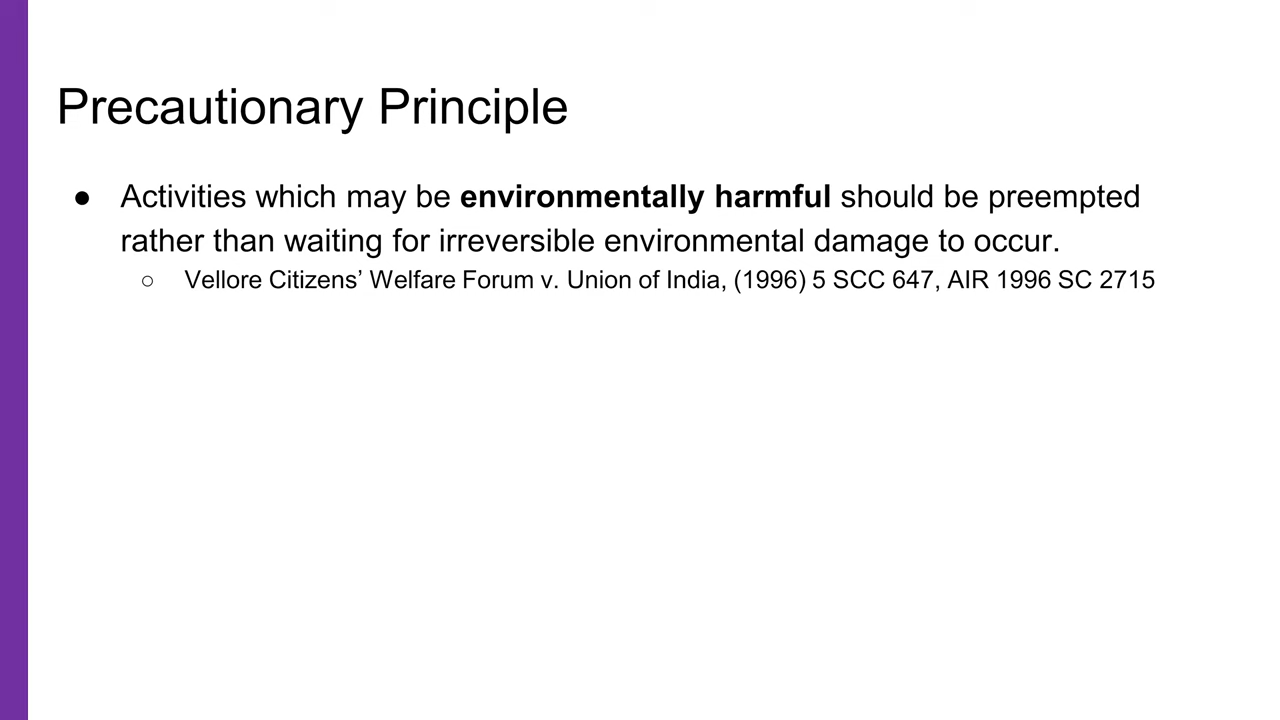 Precautionary Principle
● Activities which may be environmentally harmful should be preempted
rather than waiting for irreversible environmental damage to occur.
○ Vellore Citizens’ Welfare Forum v. Union of India, (1996) 5 SCC 647, AIR 1996 SC 2715